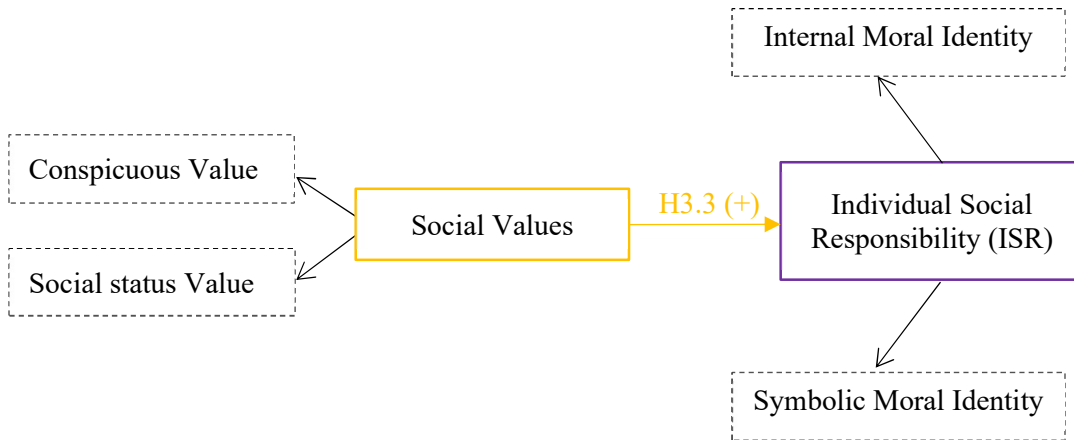 Internal Moral Identity
Conspicuous Value
Social Values
H3.3 (+)
Individual Social
Responsibility (ISR)
Social status Value
Symbolic Moral Identity